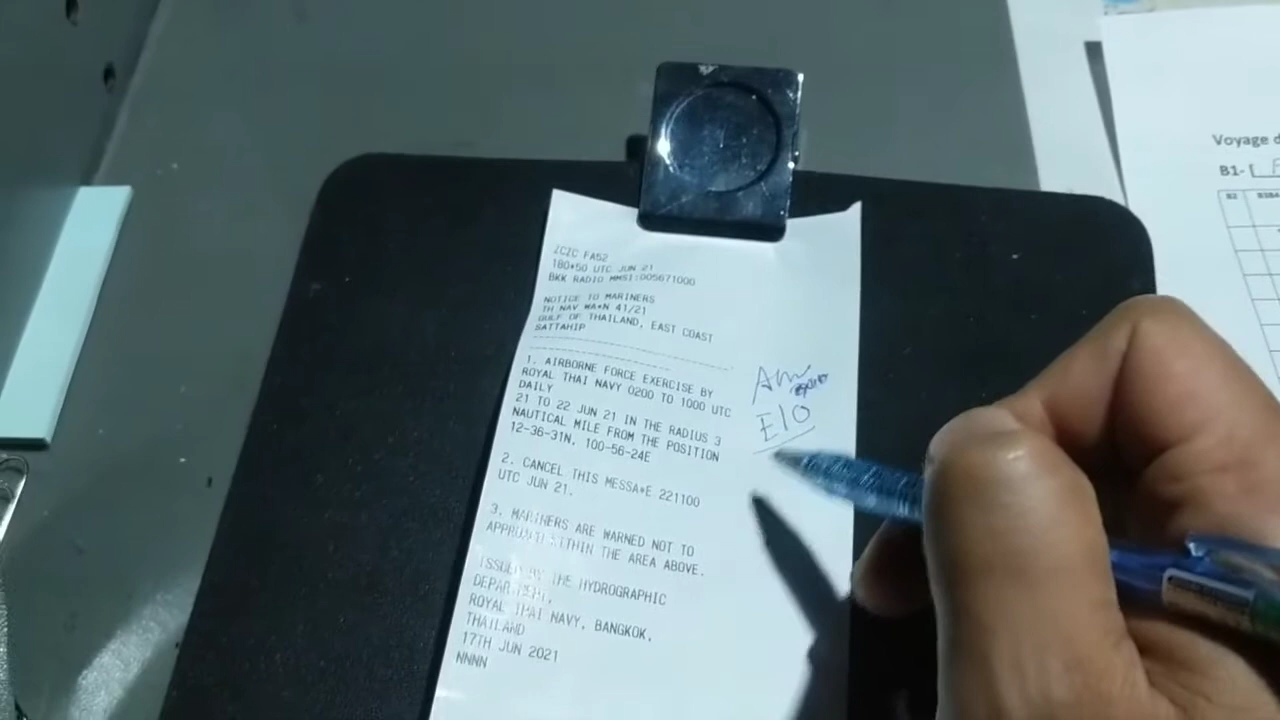 ZCZC FA52
180*50 UTC JUN 21
BKK RADIO MMSI:005671000
NOTICE TO MARINERS
TH NAV WA*N 41/21
GULF OF THAILAND, EAST COAST
SATTAHIP
1. AIRBORNE FORCE EXERCISE BY
ROYAL THAI NAVY 0200 TO 1000 UTC
DAILY
21 TO 22 JUN 21 IN THE RADIUS 3
NAUTICAL MILE FROM THE POSITION
12-36-31N. 100-56-24E
2. CANCEL THIS MESSA*E 221100
UTC JUN 21.
3. MARINERS ARE WARNED NOT TO
APPROACH WITHIN THE AREA ABOVE.
ISSUED BY THE HYDROGRAPHIC
DEPARTMENT,
ROYAL THAI NAVY, BANGKOK,
THAILAND
17TH JUN 2021
NNNN
E10
Voyage d
B1-